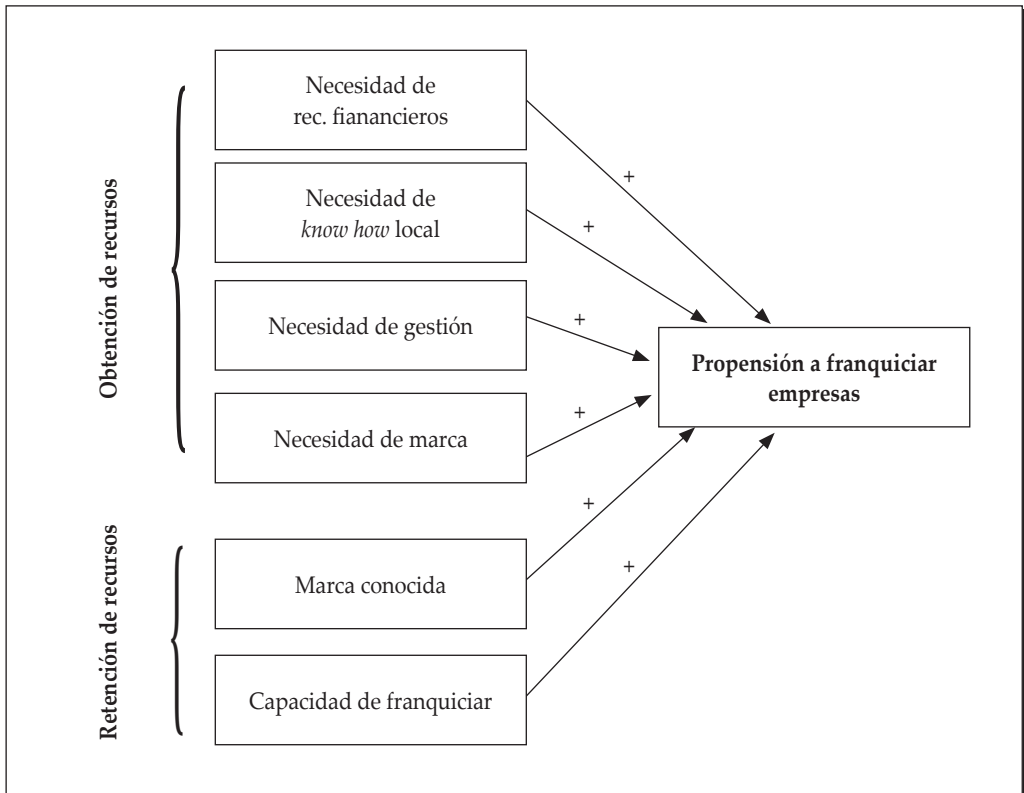 Obtención de recursos
Necesidad de
rec. fianancieros
+
Necesidad de
know how local
+
Necesidad de gestión
+
Necesidad de marca
+
Propensión a franquiciar
empresas
Retención de recursos
Marca conocida
+
Capacidad de franquiciar
+